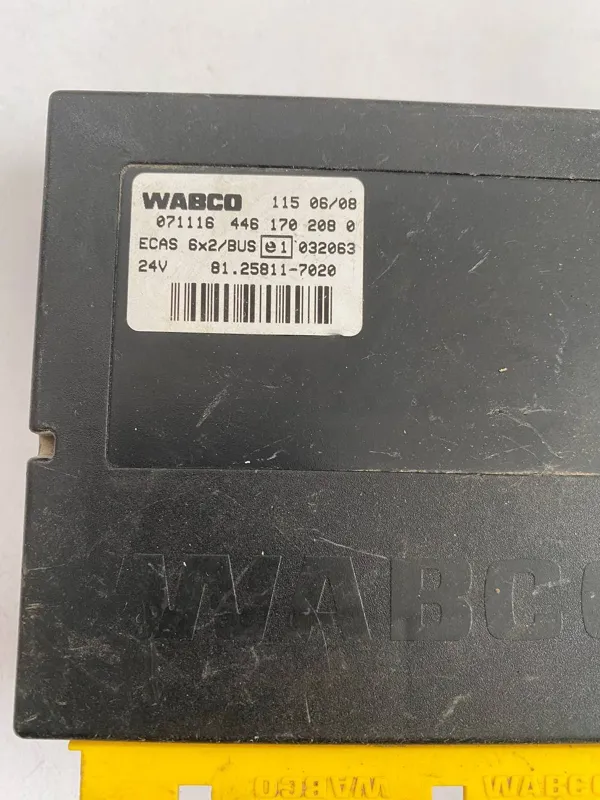 WABCO 115 06/08
071116 446 170 208 0
ECAS 6x2/BUS e1 032063
24V 81.25811-7020
WABCO
WABCO WABCO